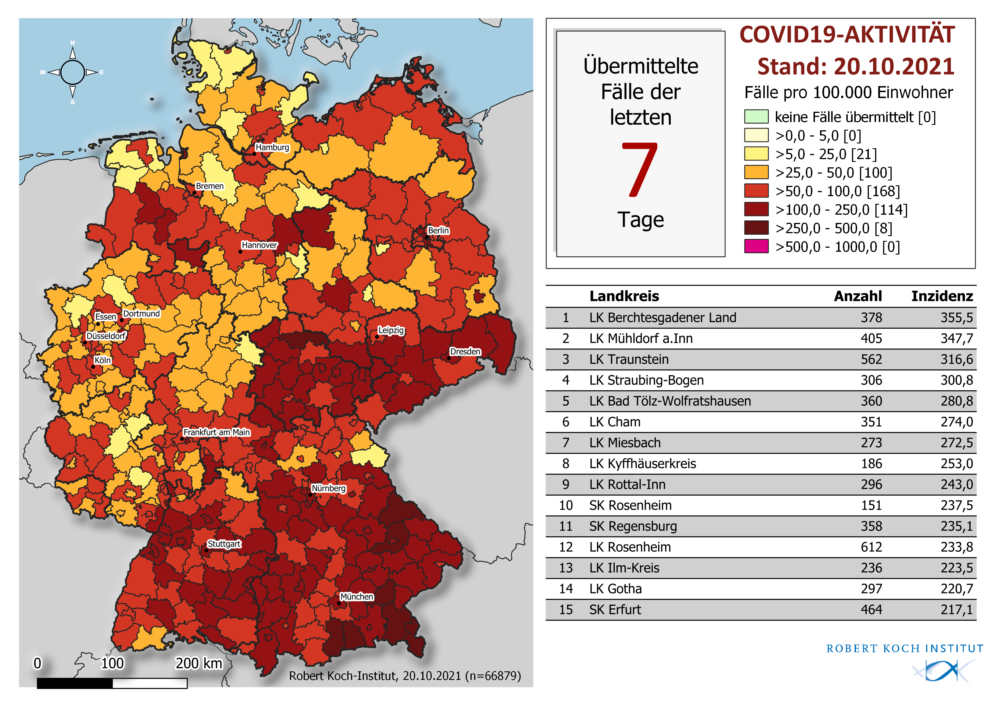 N
W
E
S
Hamburg
Bremen
Berlin
Hannover
Essen
Dortmund
Düsseldorf
Leipzig
Köln
Dresden
Frankfurt am Main
Nürnberg
Stuttgart
München
0 100 200 km
Robert Koch-Institut, 20.10.2021 (n=66879)
Übermittelte
Fälle der
letzten
7
Tage
COVID19-AKTIVITÄT
Stand: 20.10.2021
Fälle pro 100.000 Einwohner
keine Fälle übermittelt [0]
>0,0 - 5,0 [0]
>5,0 - 25,0 [21]
>25,0 - 50,0 [100]
>50,0 - 100,0 [168]
>100,0 - 250,0 [114]
>250,0 - 500,0 [8]
>500,0 - 1000,0 [0]
Landkreis Anzahl Inzidenz
1 LK Berchtesgadener Land 378 355,5
2 LK Mühldorf a.Inn 405 347,7
3 LK Traunstein 562 316,6
4 LK Straubing-Bogen 306 300,8
5 LK Bad Tölz-Wolfratshausen 360 280,8
6 LK Cham 351 274,0
7 LK Miesbach 273 272,5
8 LK Kyffhäuserkreis 186 253,0
9 LK Rottal-Inn 296 243,0
10 SK Rosenheim 151 237,5
11 SK Regensburg 358 235,1
12 LK Rosenheim 612 233,8
13 LK Ilm-Kreis 236 223,5
14 LK Gotha 297 220,7
15 SK Erfurt 464 217,1
ROBERT KOCH INSTITUT